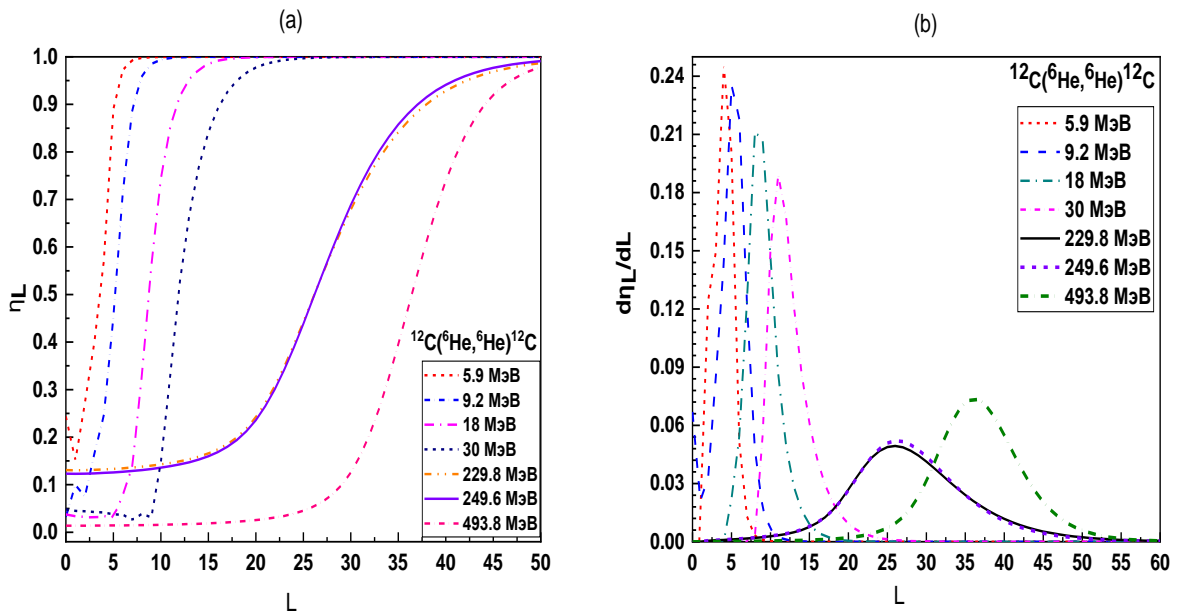 (a)
1.0
0.9
0.8
0.7
0.6
0.5
0.4
0.3
0.2
0.1
0.0
ηL
0 5 10 15 20 25 30 35 40 45 50
L
¹²C(⁶He,⁶He)¹²C
5.9 МэВ
9.2 МэВ
18 МэВ
30 МэВ
229.8 МэВ
249.6 МэВ
493.8 МэВ
(b)
0.24
0.21
0.18
0.15
0.12
0.09
0.06
0.03
0.00
dηL/dL
0 5 10 15 20 25 30 35 40 45 50 55 60
L
¹²C(⁶He,⁶He)¹²C
5.9 МэВ
9.2 МэВ
18 МэВ
30 МэВ
229.8 МэВ
249.6 МэВ
493.8 МэВ